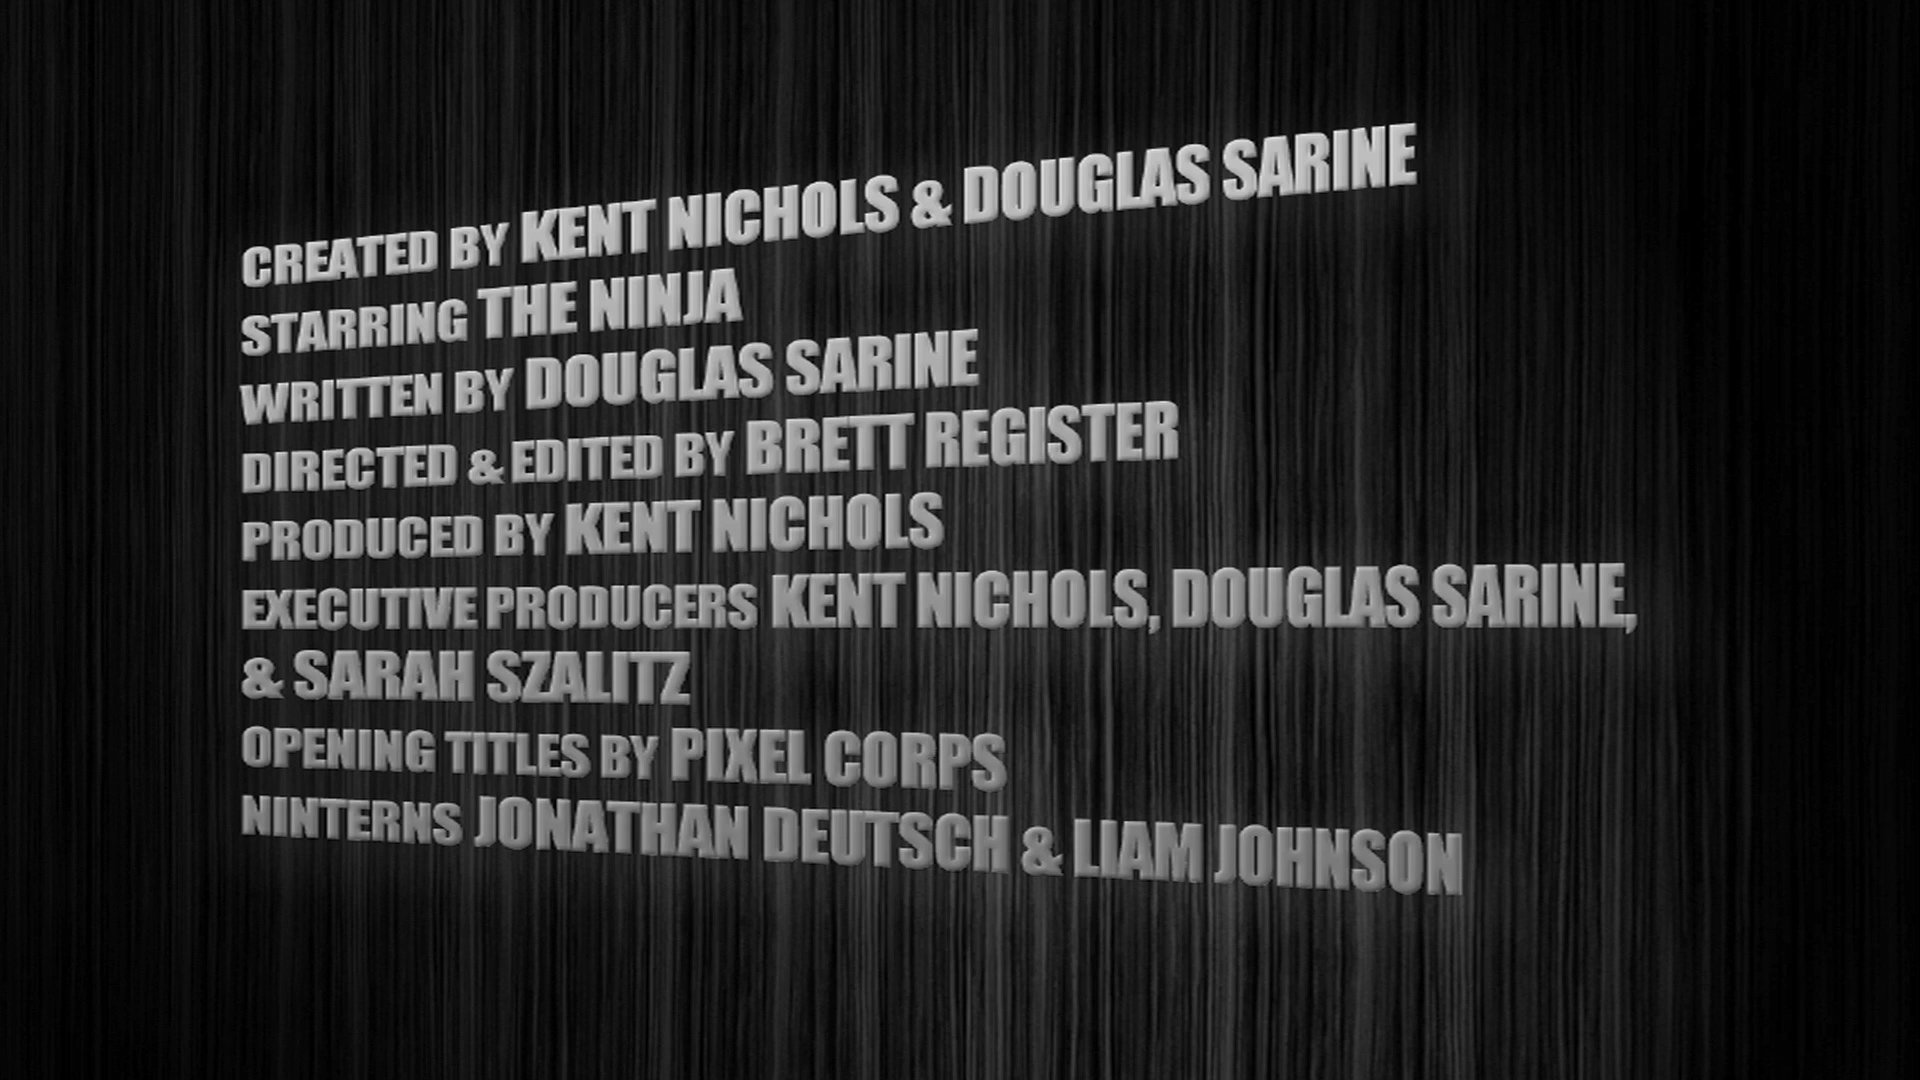 CREATED BY KENT NICHOLS & DOUGLAS SARINE
STARRING THE NINJA
WRITTEN BY DOUGLAS SARINE
DIRECTED & EDITED BY BRETT REGISTER
PRODUCED BY KENT NICHOLS
EXECUTIVE PRODUCERS KENT NICHOLS, DOUGLAS SARINE,
& SARAH SZALITZ
OPENING TITLES BY PIXEL CORPS
NINTERNS JONATHAN DEUTSCH & LIAM JOHNSON